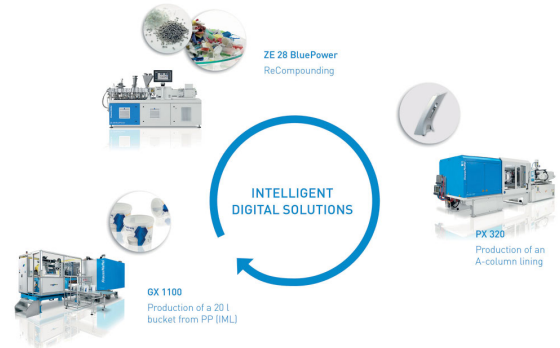 ZE 28 BluePower
ReCompounding
INTELLIGENT
DIGITAL SOLUTIONS
PX 320
Production of an
A-column lining
GX 1100
Production of a 20 l
bucket from PP (IML)